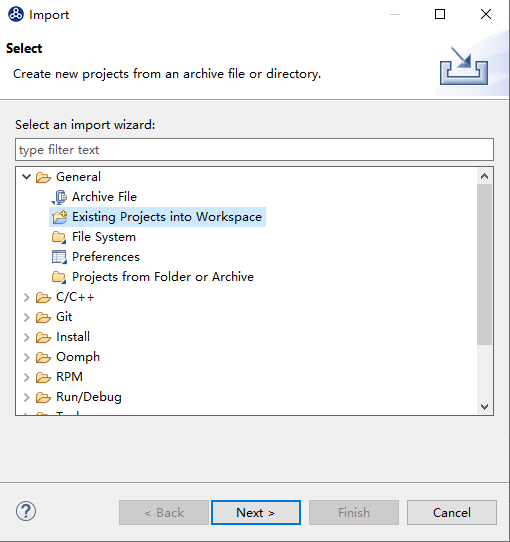 Import
Select
Create new projects from an archive file or directory.
Select an import wizard:
type filter text
General
Archive File
Existing Projects into Workspace
File System
Preferences
Projects from Folder or Archive
C/C++
Git
Install
Oomph
RPM
Run/Debug
< Back
Next >
Finish
Cancel